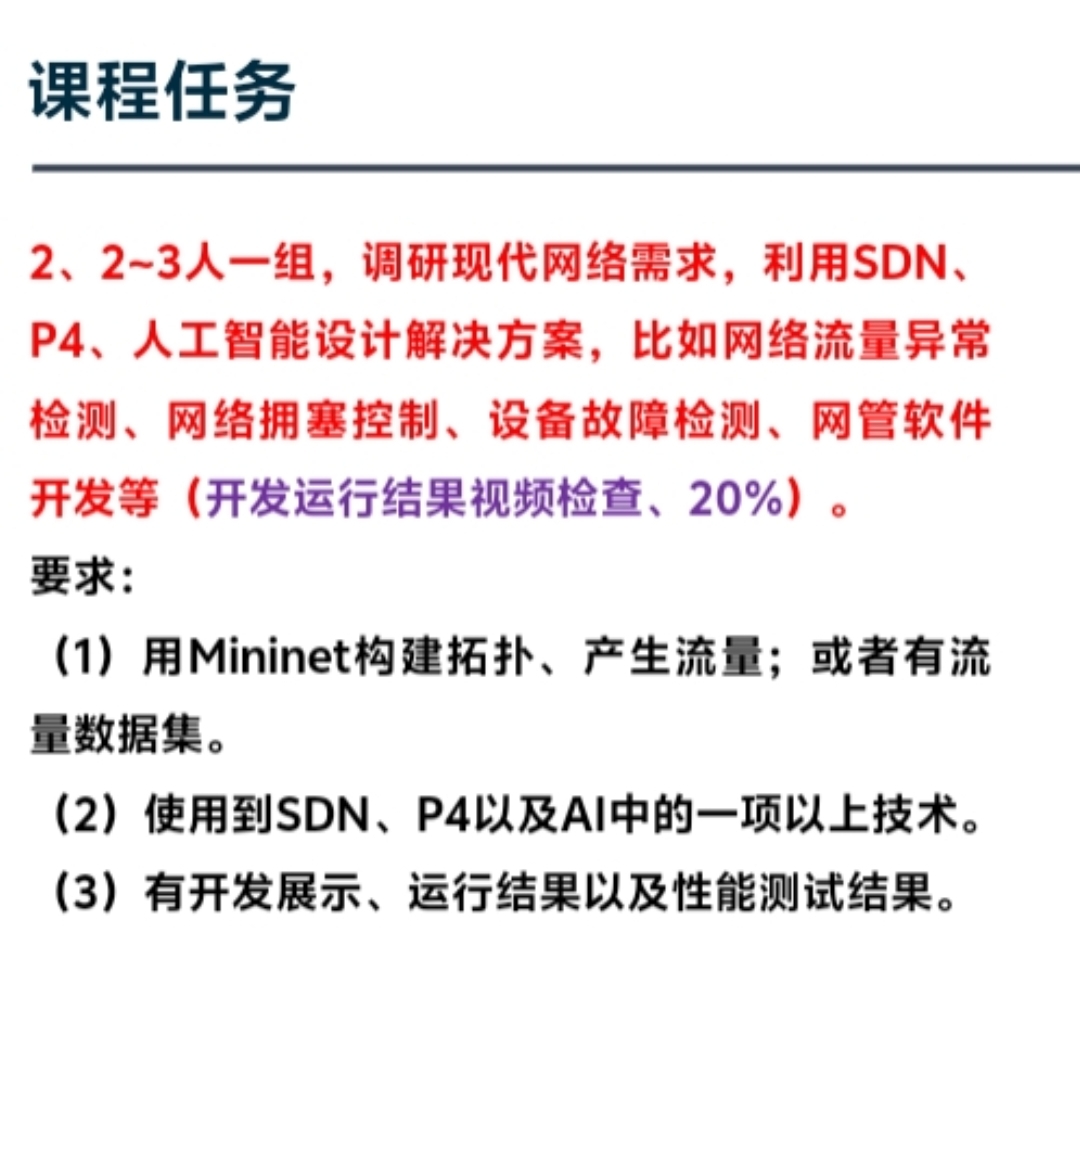 课程任务
2、2~3人一组，调研现代网络需求，利用SDN、
P4、人工智能设计解决方案，比如网络流量异常
检测、网络拥塞控制、设备故障检测、网管软件
开发等（开发运行结果视频检查、20%）。
要求：
（1）用Mininet构建拓扑、产生流量；或者有流
量数据集。
（2）使用到SDN、P4以及AI中的一项以上技术。
（3）有开发展示、运行结果以及性能测试结果。